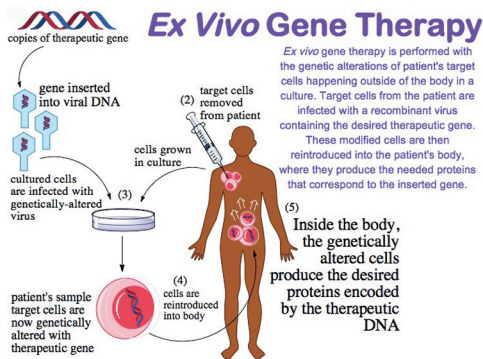 Ex Vivo Gene Therapy
copies of therapeutic gene
Ex vivo gene therapy is performed with
the genetic alterations of patient's target
cells happening outside of the body in a
culture. Target cells from the patient are
infected with a recombinant virus
containing the desired therapeutic gene.
These modified cells are then
reintroduced into the patient's body,
where they produce the needed proteins
that correspond to the inserted gene.
gene inserted
into viral DNA
(2)
target cells
removed
from patient
cells grown
in culture
cultured cells
are infected with
genetically-altered
virus
(3)
(4)
cells are
reintroduced
into body
patient's sample
target cells are
now genetically
altered with
therapeutic gene
(5)
Inside the body,
the genetically
altered cells
produce the desired
proteins encoded
by the therapeutic
DNA